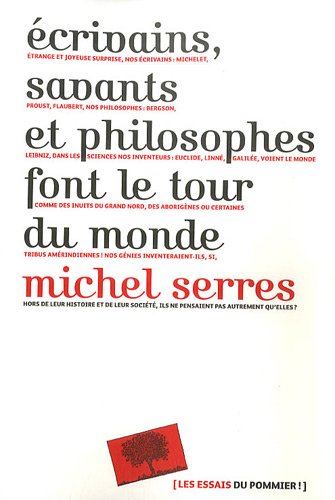 écrivains,
ÉTRANGE ET JOYEUSE SURPRISE, NOS ÉCRIVAINS : MICHELET,
savants
PROUST, FLAUBERT, NOS PHILOSOPHES : BERGSON,
et philosophes
LEIBNIZ, DANS LES SCIENCES NOS INVENTEURS : EUCLIDE, LINNÉ, GALILÉE, VOIENT LE MONDE
font le tour
COMME DES INUITS DU GRAND NORD, DES ABORIGÈNES OU CERTAINES
du monde
TRIBUS AMÉRINDIENNES ! NOS GÉNIES INVENTERAIENT-ILS, SI,
michel serres
HORS DE LEUR HISTOIRE ET DE LEUR SOCIÉTÉ, ILS NE PENSAIENT PAS AUTREMENT QU'ELLES ?
[LES ESSAIS DU POMMIER !]